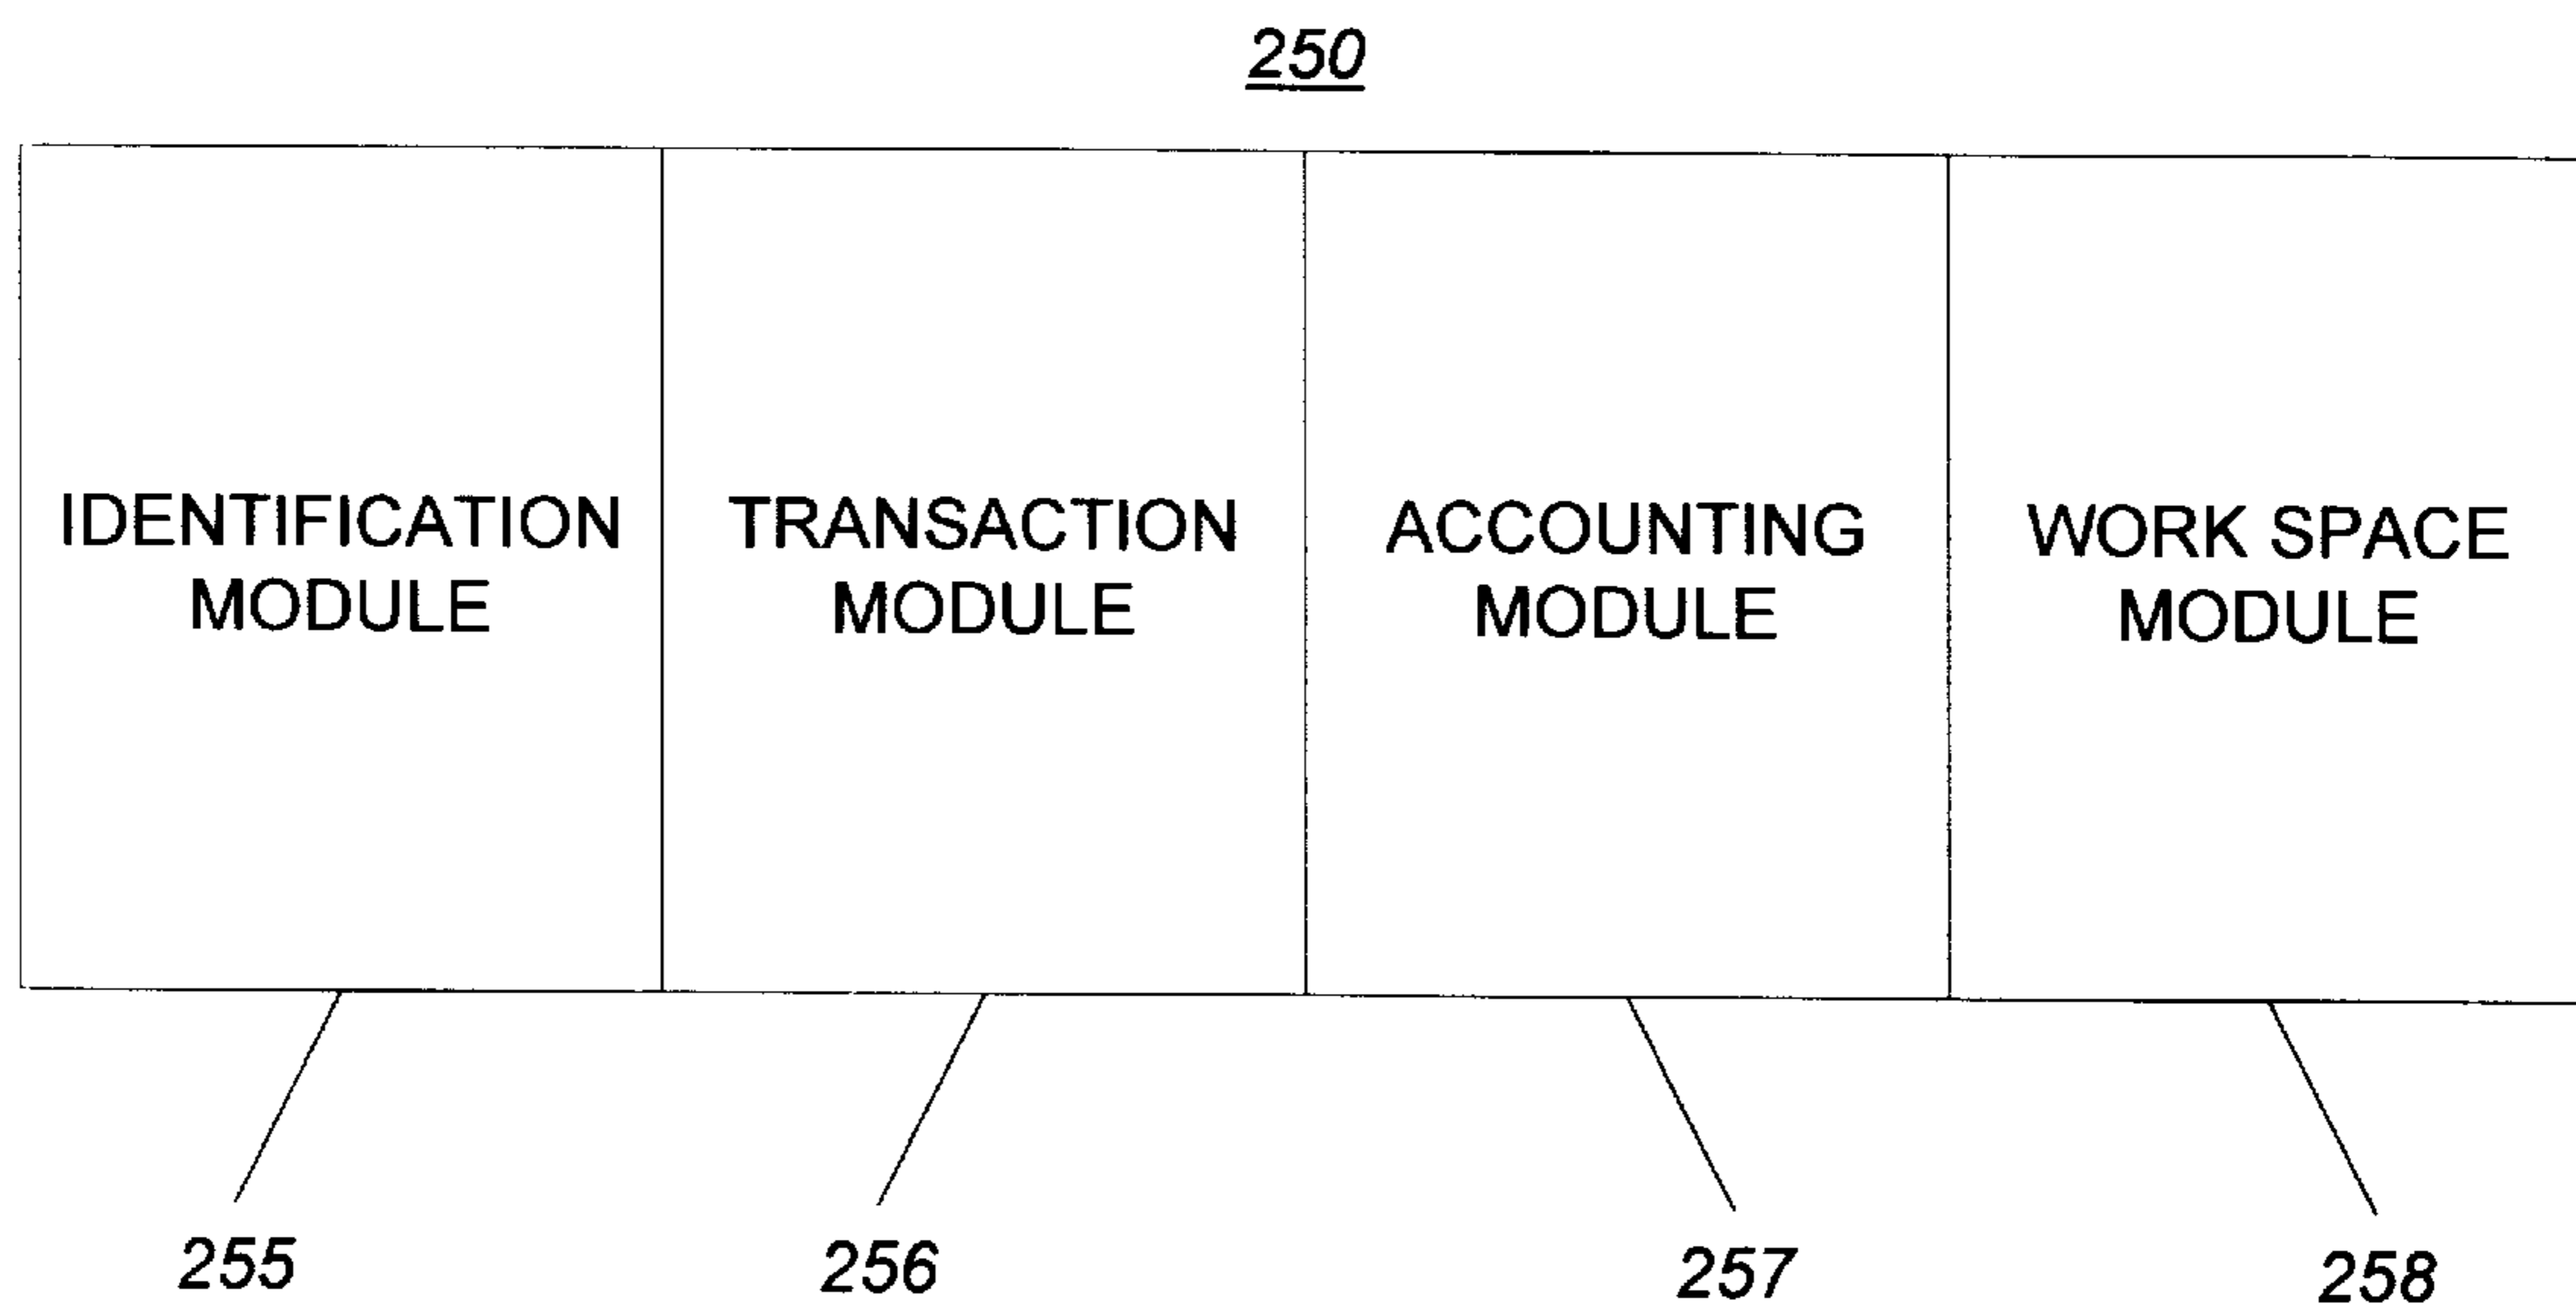 250
IDENTIFICATION
MODULE
TRANSACTION
MODULE
ACCOUNTING
MODULE
WORK SPACE
MODULE
255
256
257
258